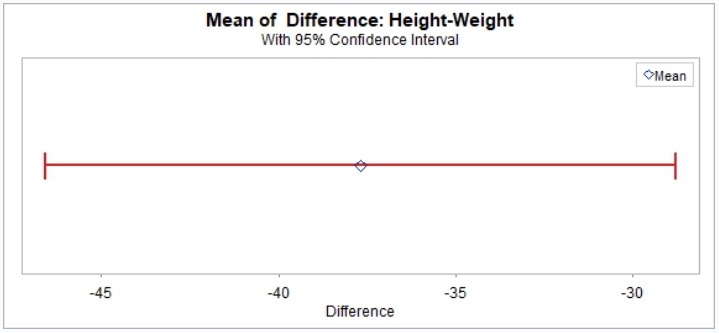 Mean of Difference: Height-Weight
With 95% Confidence Interval
Mean
-45 -40 -35 -30
Difference